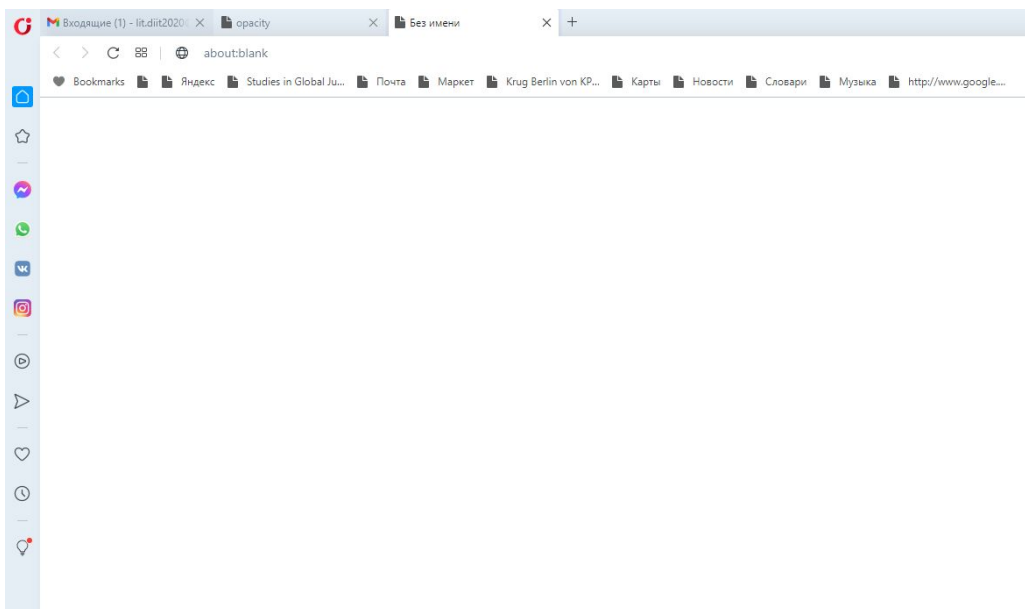 Входящие (1) - lit.diit2020 opacity Без имени
about:blank
Bookmarks Яндекс Studies in Global Ju... Почта Маркет Krug Berlin von KP... Карты Новости Словари Музыка http://www.google....